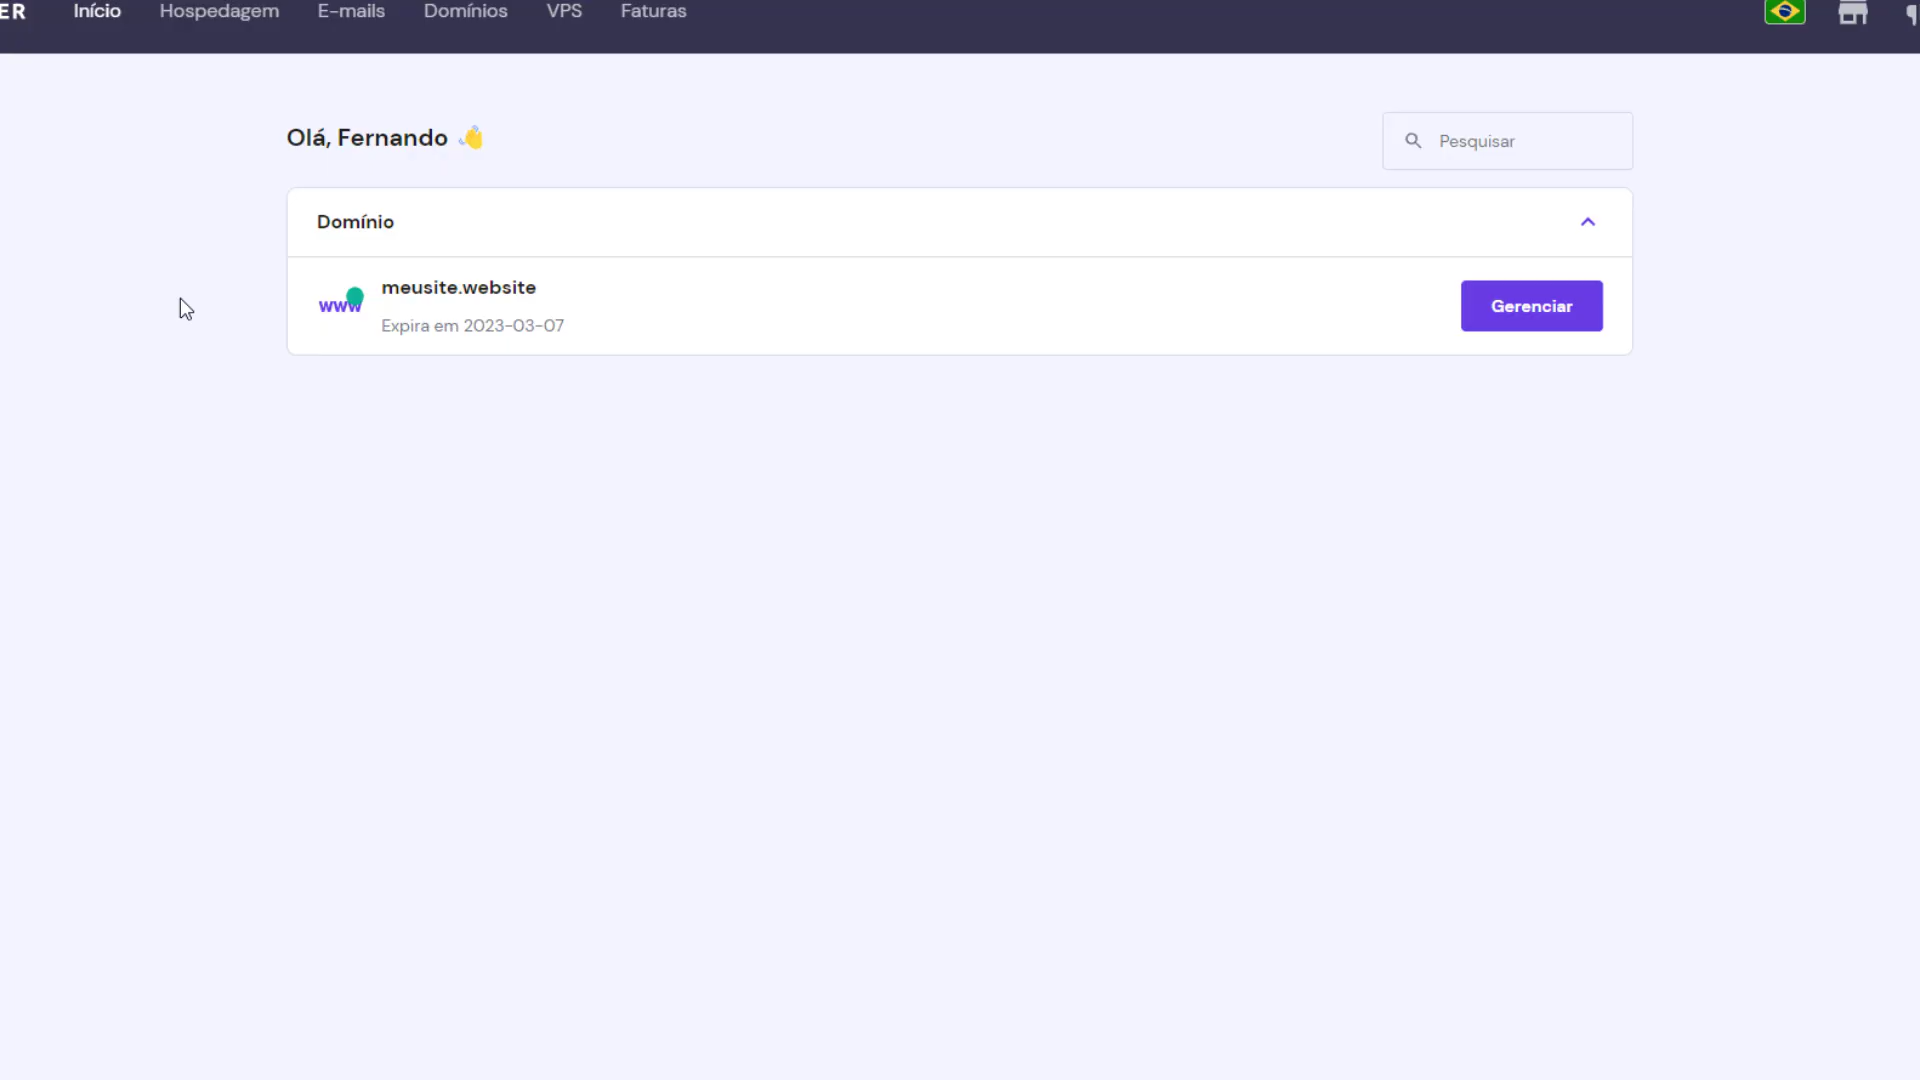 ER Início Hospedagem E-mails Domínios VPS Faturas
Olá, Fernando 👋
Pesquisar
Domínio
www
meusite.website
Expira em 2023-03-07
Gerenciar